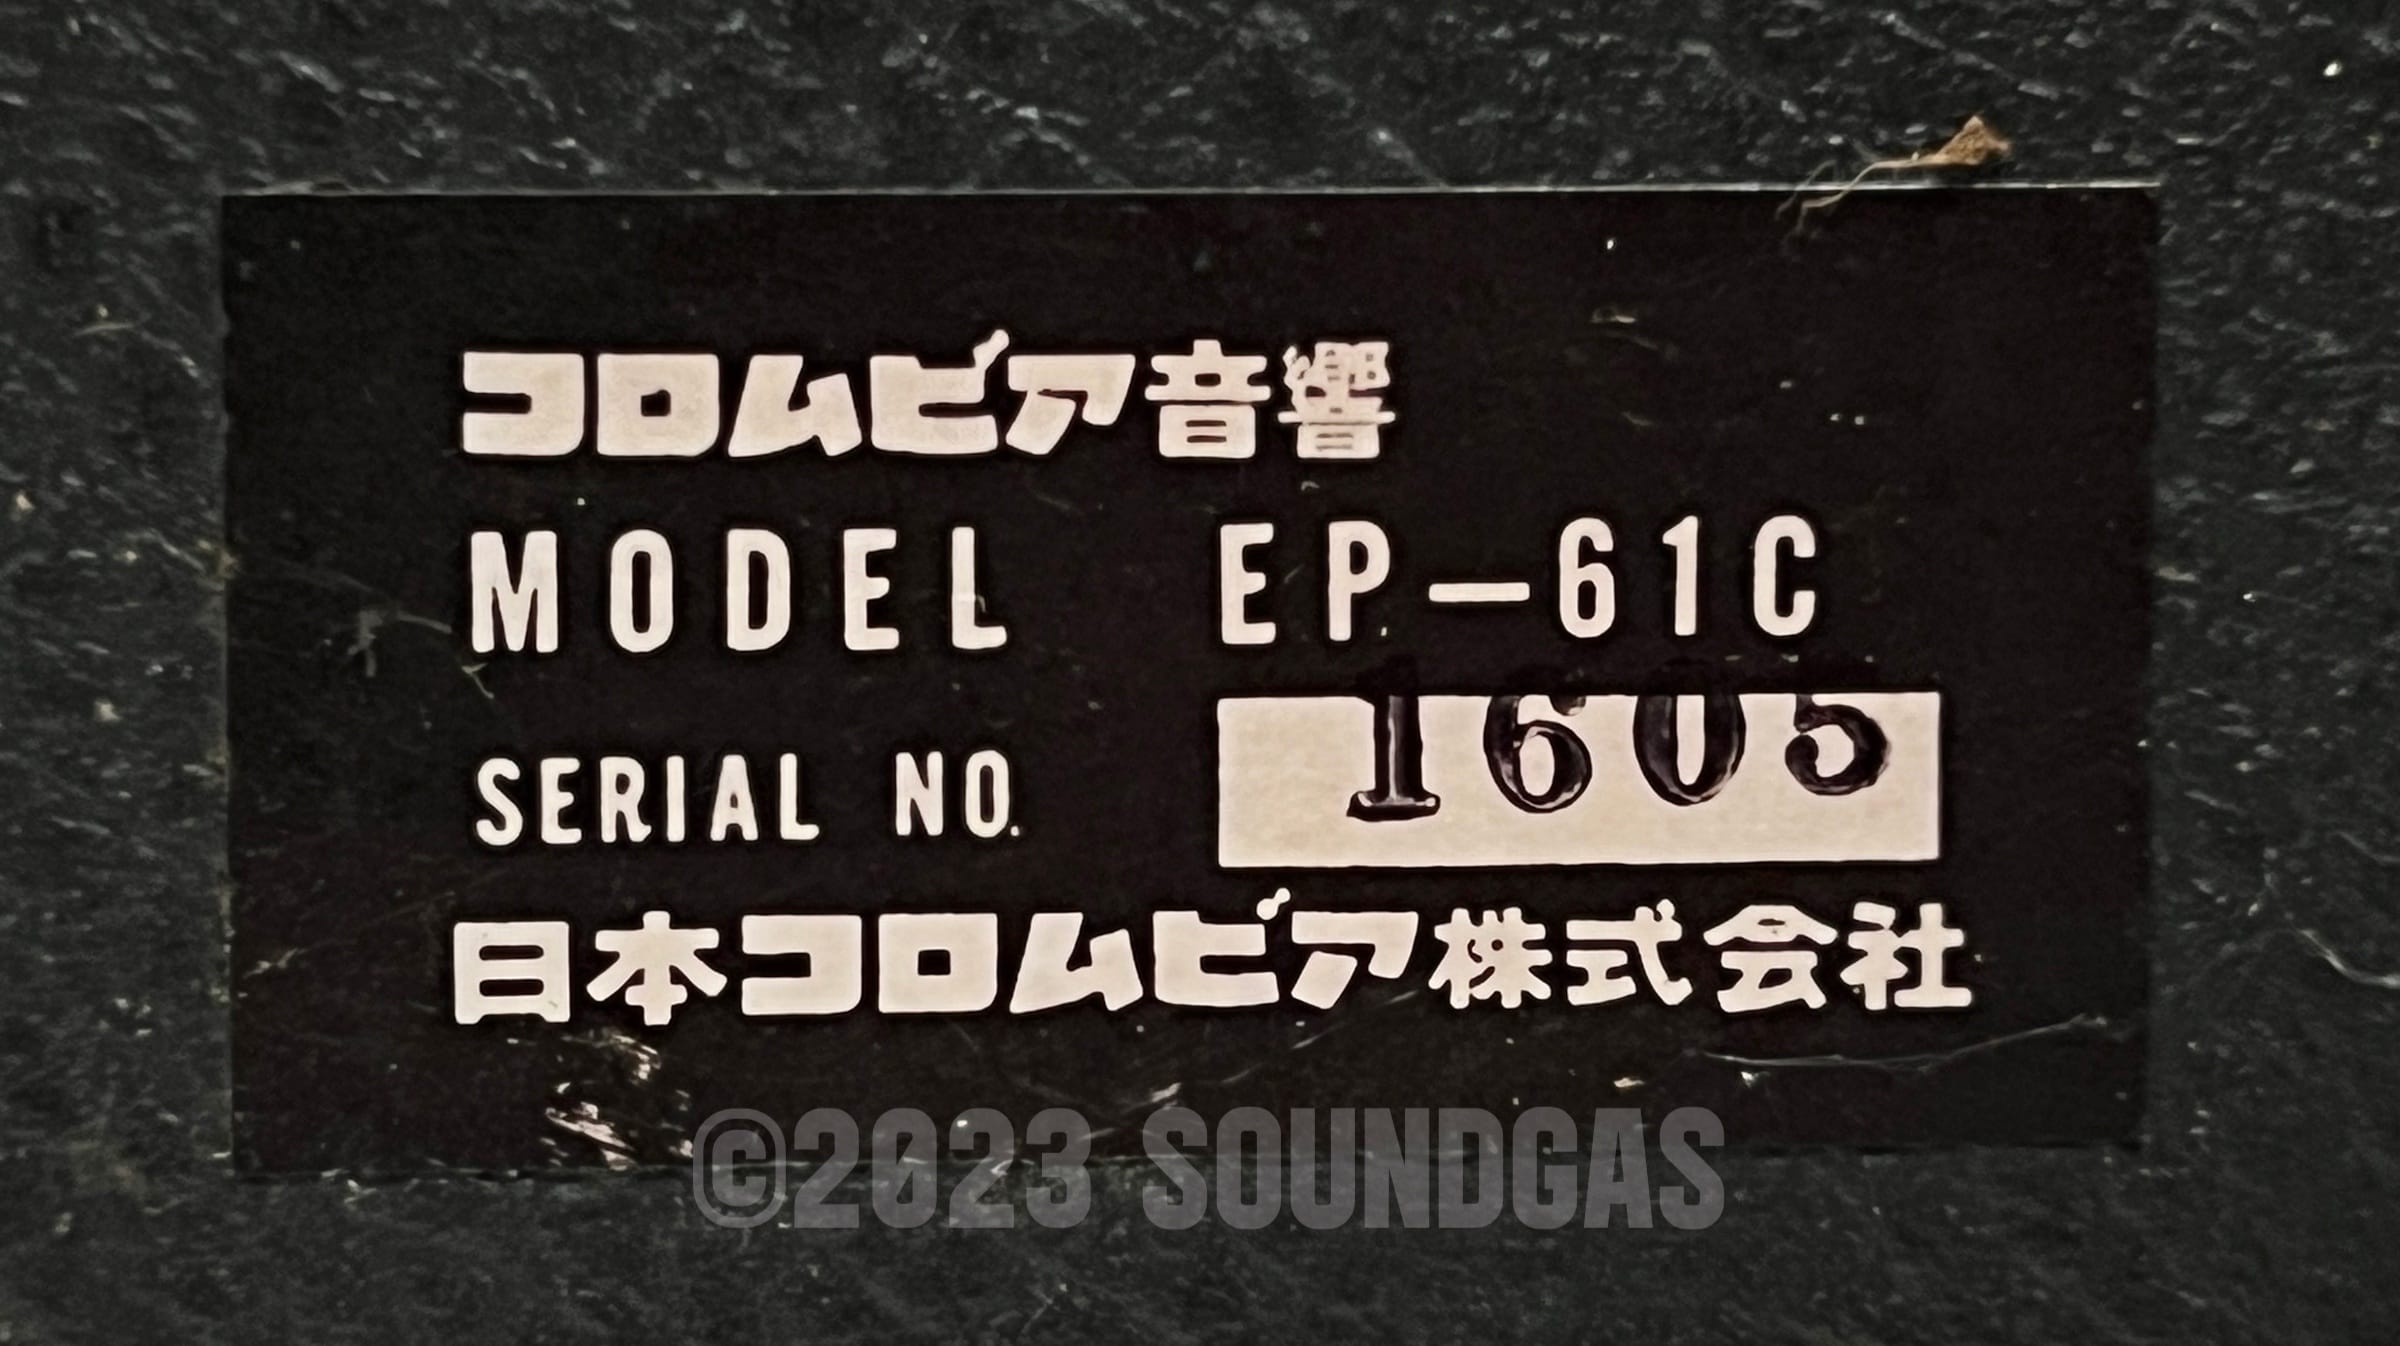 コロムビア音響
MODEL EP-61C
SERIAL NO. 1605
日本コロムビア株式会社
©2023 SOUNDGAS